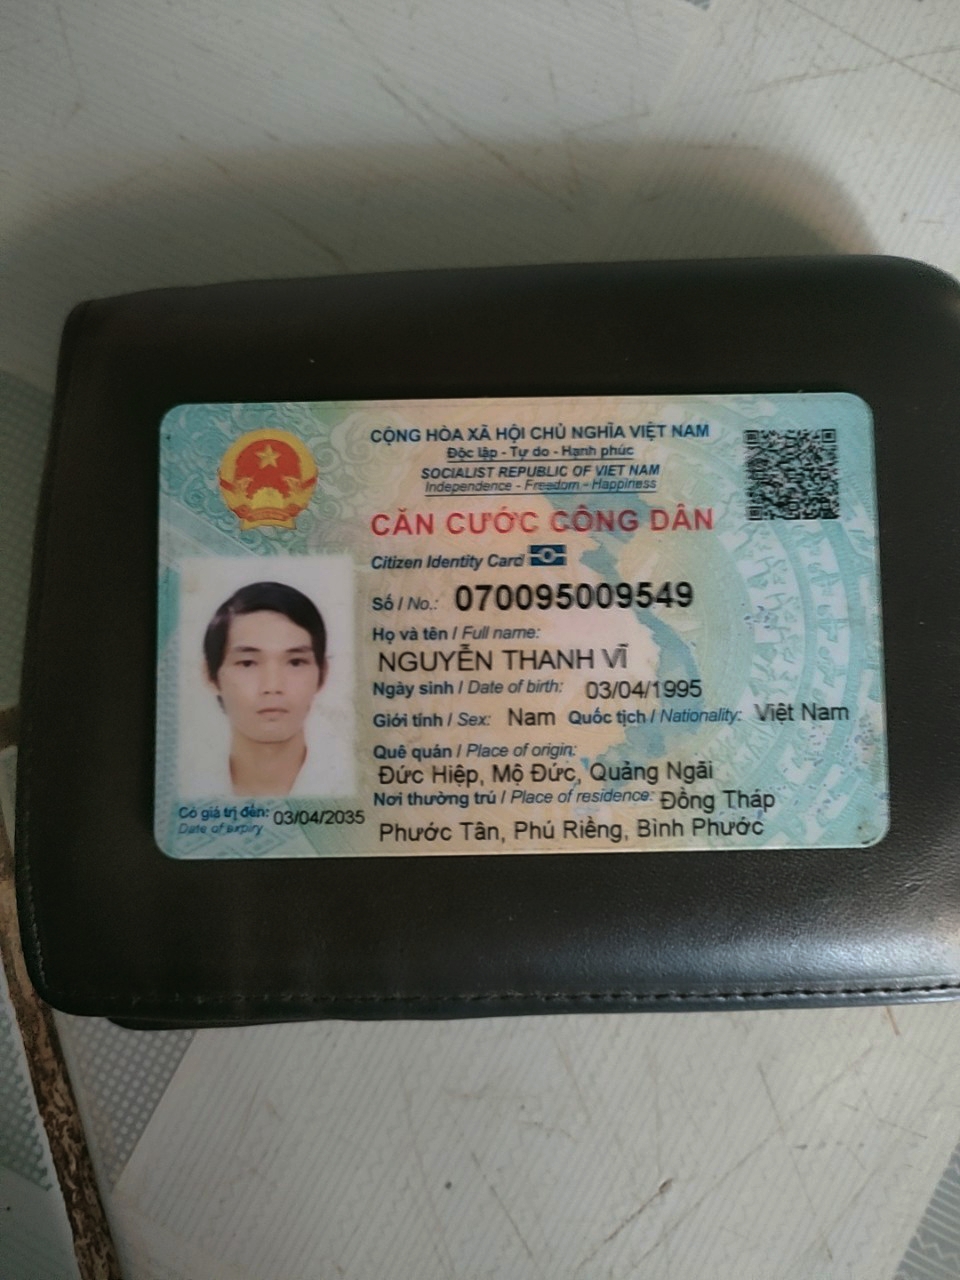 CỘNG HÒA XÃ HỘI CHỦ NGHĨA VIỆT NAM
Độc lập - Tự do - Hạnh phúc
SOCIALIST REPUBLIC OF VIET NAM
Independence - Freedom - Happiness
CĂN CƯỚC CÔNG DÂN
Citizen Identity Card
Số / No.: 070095009549
Họ và tên / Full name:
NGUYỄN THANH VĨ
Ngày sinh / Date of birth: 03/04/1995
Giới tính / Sex: Nam Quốc tịch / Nationality: Việt Nam
Quê quán / Place of origin:
Đức Hiệp, Mộ Đức, Quảng Ngãi
Nơi thường trú / Place of residence: Đồng Tháp
Phước Tân, Phú Riềng, Bình Phước
Có giá trị đến: 03/04/2035
Date of expiry